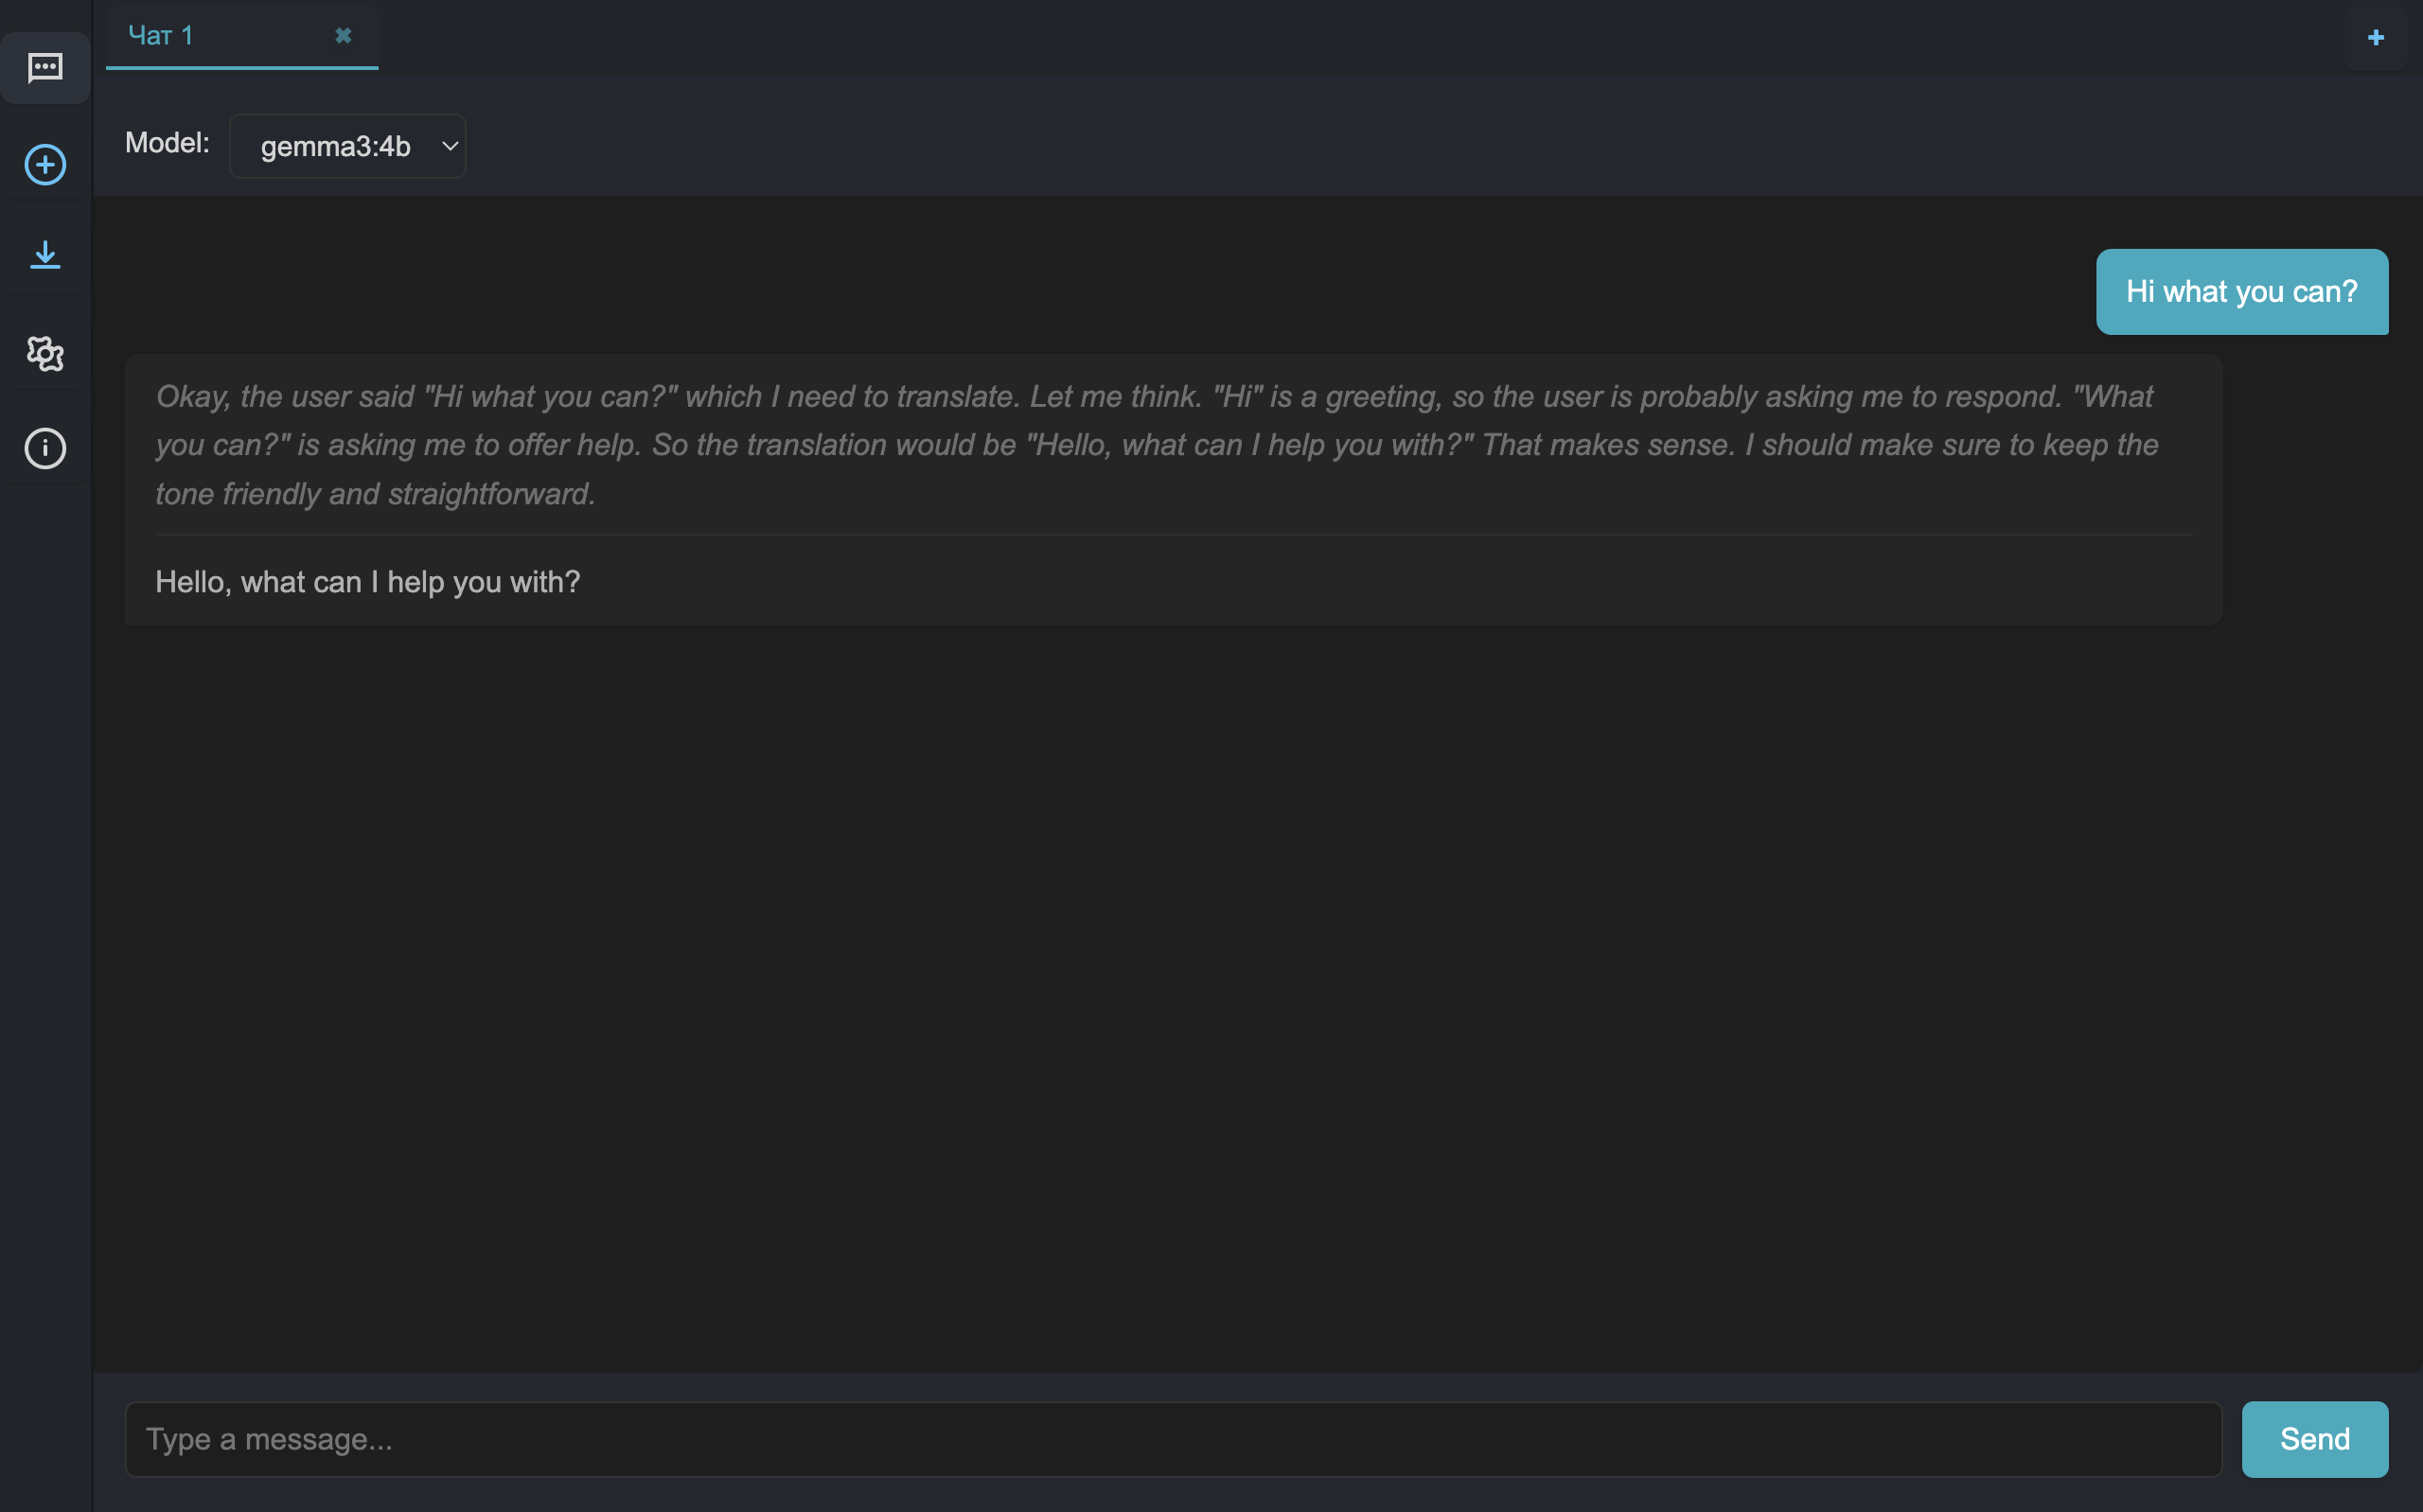 Чат 1
Model:
gemma3:4b
Hi what you can?
Okay, the user said "Hi what you can?" which I need to translate. Let me think. "Hi" is a greeting, so the user is probably asking me to respond. "What
you can?" is asking me to offer help. So the translation would be "Hello, what can I help you with?" That makes sense. I should make sure to keep the
tone friendly and straightforward.
Hello, what can I help you with?
Type a message...
Send